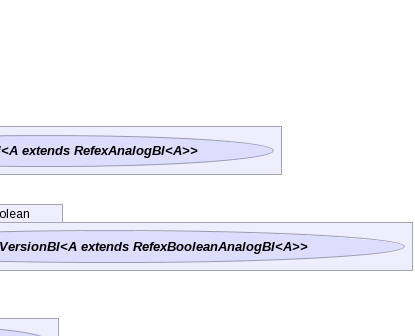 <A extends RefexAnalogBI<A>>
olean
VersionBI<A extends RefexBooleanAnalogBI<A>>